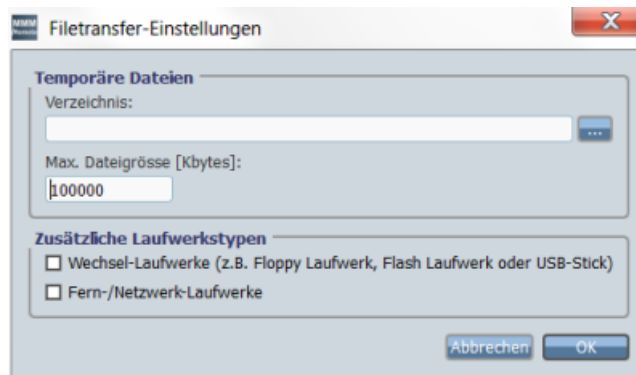 MMM
Filetransfer-Einstellungen
Temporäre Dateien
Verzeichnis:
...
Max. Dateigrösse [Kbytes]:
100000
Zusätzliche Laufwerkstypen
Wechsel-Laufwerke (z.B. Floppy Laufwerk, Flash Laufwerk oder USB-Stick)
Fern-/Netzwerk-Laufwerke
Abbrechen OK